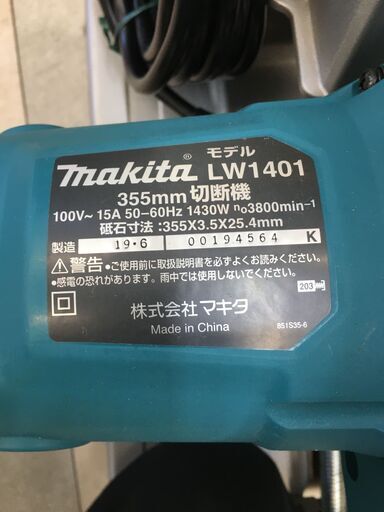 モデル
makita® LW1401
355mm 切断機
100V~ 15A 50-60Hz 1430W n₀3800min-1
砥石寸法:355X3.5X25.4mm
製造 19・6 00194564 K
⚠警告 ●ご使用前に取扱説明書を必ずお読みください。
●感電の恐れがあります。雨中では使用しないでください。
203
株式会社 マキタ
Made in China
851S35-6